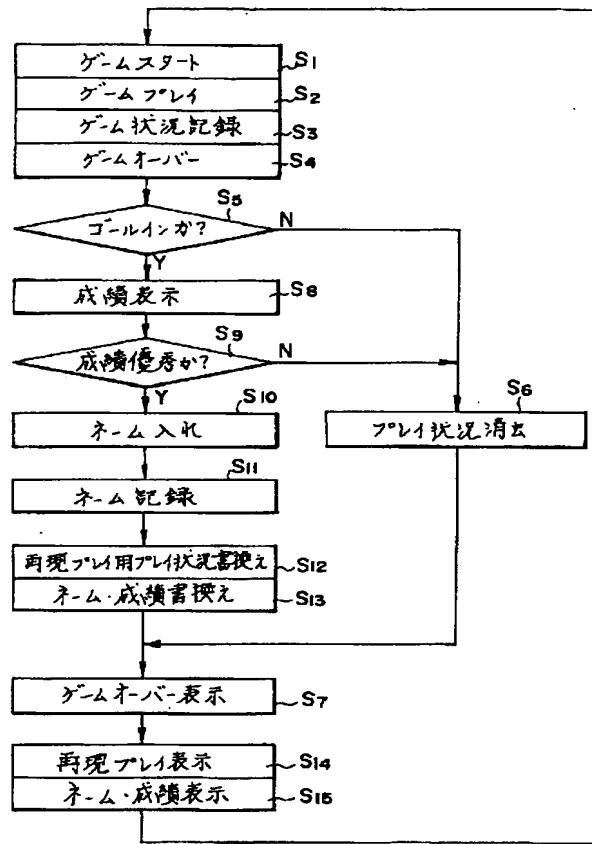 ゲームスタート S1
ゲームプレイ S2
ゲーム状況記録 S3
ゲームオーバー S4
ゴールインか? S5 N
Y
成績表示 S8
成績優秀か? S9 N
Y
ネーム入れ S10
プレイ状況消去 S6
ネーム記録 S11
再現プレイ用プレイ状況書換え S12
ネーム・成績書換え S13
ゲームオーバー表示 S7
再現プレイ表示 S14
ネーム・成績表示 S15